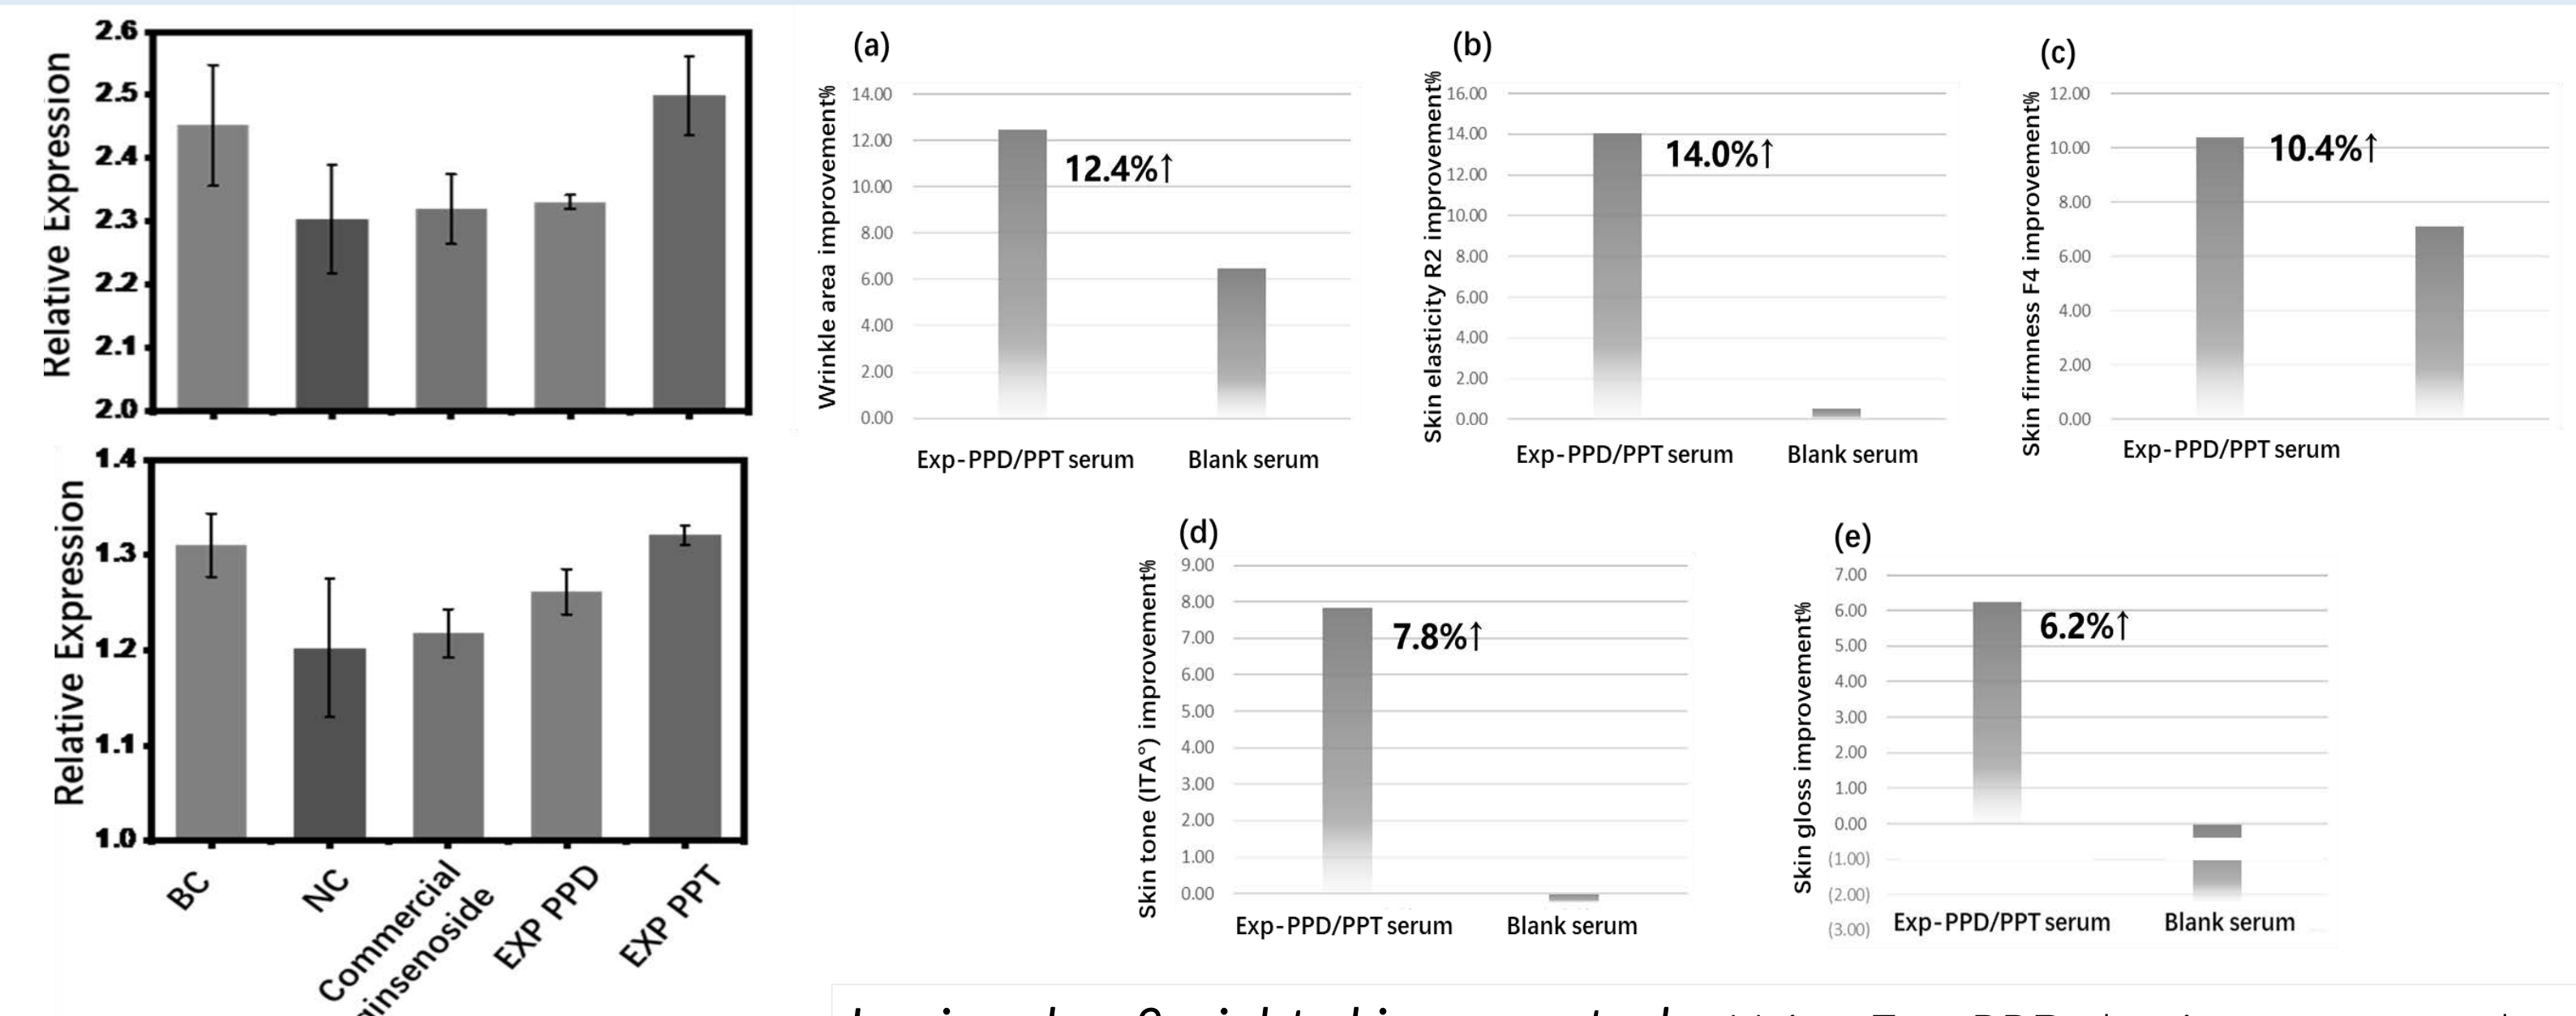 2.6
2.5
2.4
2.3
2.2
2.1
2.0
Relative Expression
1.4
1.3
1.2
1.1
1.0
Relative Expression
BC
NC
Commercial
ginsenoside
EXP PPD
EXP PPT
(a)
Wrinkle area improvement%
14.00
12.00
10.00
8.00
6.00
4.00
2.00
0.00
12.4%↑
Exp-PPD/PPT serum
Blank serum
(b)
Skin elasticity R2 improvement%
16.00
14.00
12.00
10.00
8.00
6.00
4.00
2.00
0.00
14.0%↑
Exp-PPD/PPT serum
Blank serum
(c)
Skin firmness F4 improvement%
12.00
10.00
8.00
6.00
4.00
2.00
0.00
10.4%↑
Exp-PPD/PPT serum
(d)
Skin tone (ITA°) improvement%
9.00
8.00
7.00
6.00
5.00
4.00
3.00
2.00
1.00
0.00
7.8%↑
Exp-PPD/PPT serum
Blank serum
(e)
Skin gloss improvement%
7.00
6.00
5.00
4.00
3.00
2.00
1.00
0.00
(1.00)
(2.00)
(3.00)
6.2%↑
Exp-PPD/PPT serum
Blank serum